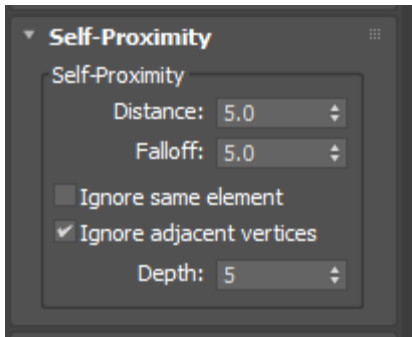 Self-Proximity
Self-Proximity
Distance: 5.0
Falloff: 5.0
Ignore same element
Ignore adjacent vertices
Depth: 5